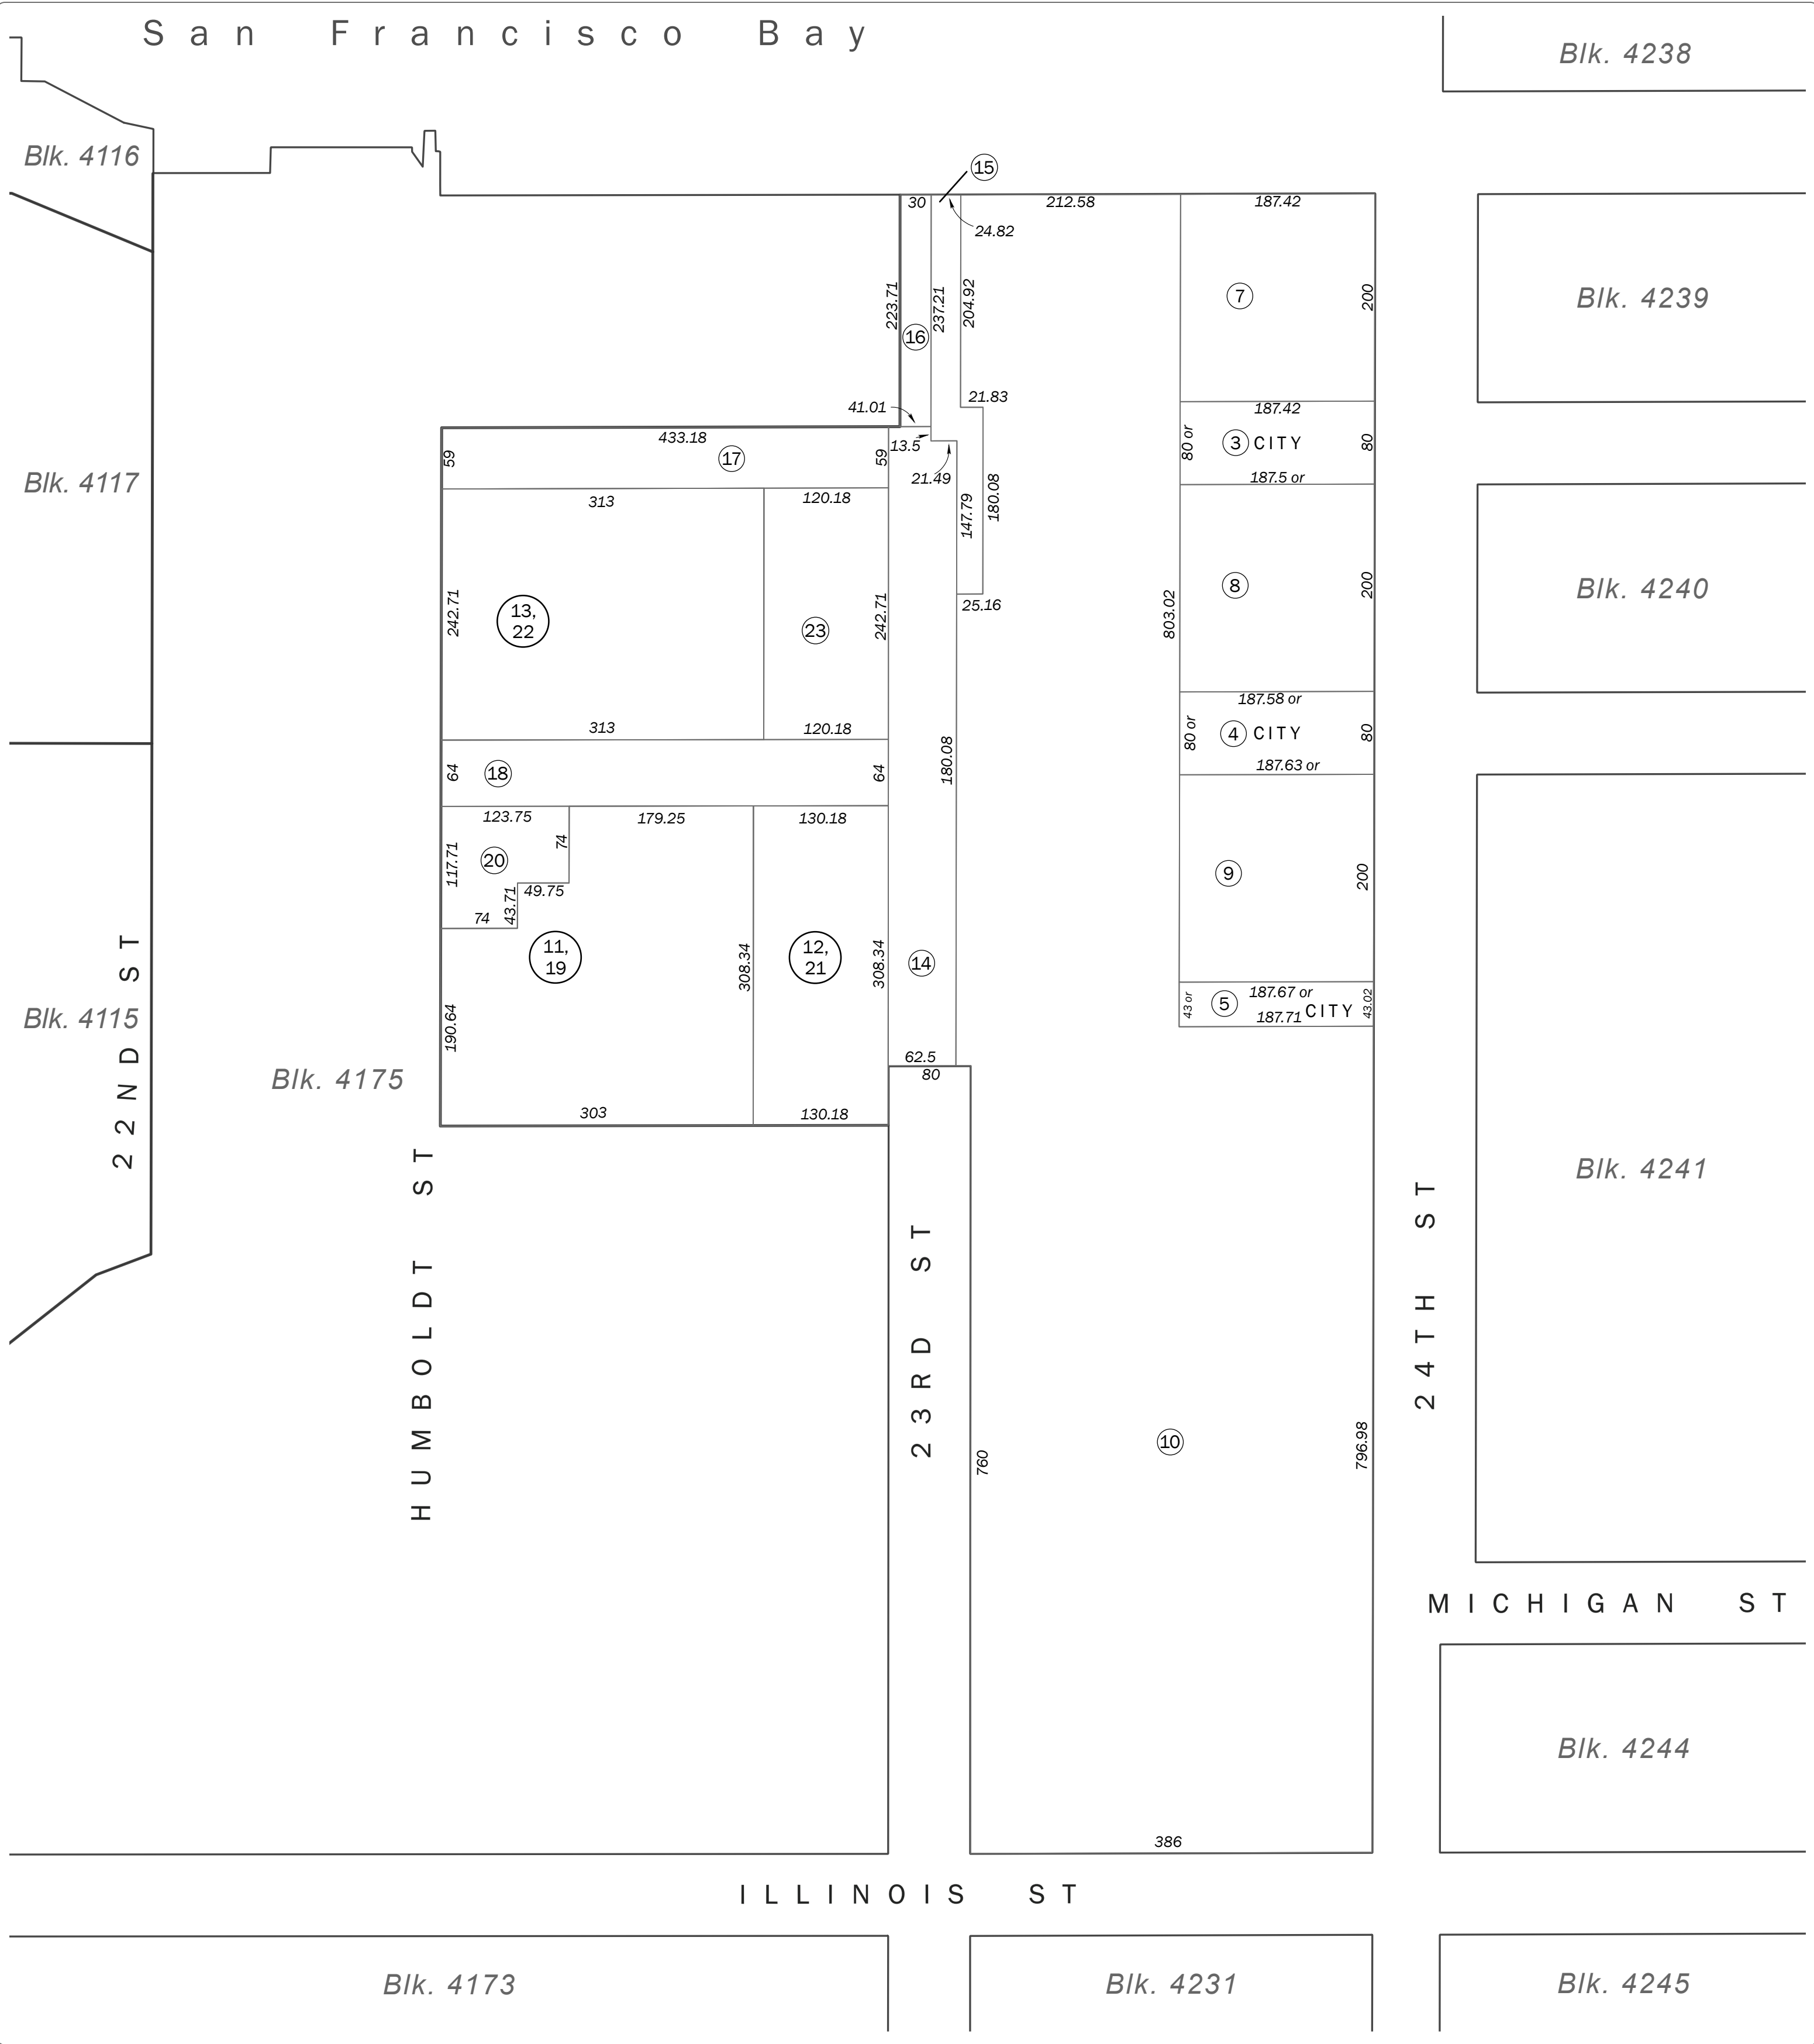 San Francisco Bay
Blk. 4238
Blk. 4116
15
30
24.82
212.58
187.42
223.71
16
237.21
204.92
7
200
Blk. 4239
41.01
21.83
13.5
21.49
433.18
17
59
59
187.42
80 or
3 CITY
80
187.5 or
Blk. 4117
313
120.18
147.79
180.08
242.71
13,
22
23
242.71
25.16
803.02
8
200
Blk. 4240
313
120.18
187.58 or
80 or
4 CITY
80
187.63 or
64
18
64
180.08
123.75
179.25
130.18
74
117.71
20
49.75
43.71
74
9
200
11,
19
308.34
12,
21
308.34
14
190.64
187.67 or
43 or
5
CITY
43.02
187.71
22ND ST
Blk. 4115
Blk. 4175
62.5
80
303
130.18
Blk. 4241
HUMBOLDT ST
23RD ST
24TH ST
760
10
796.98
MICHIGAN ST
Blk. 4244
386
ILLINOIS ST
Blk. 4173
Blk. 4231
Blk. 4245